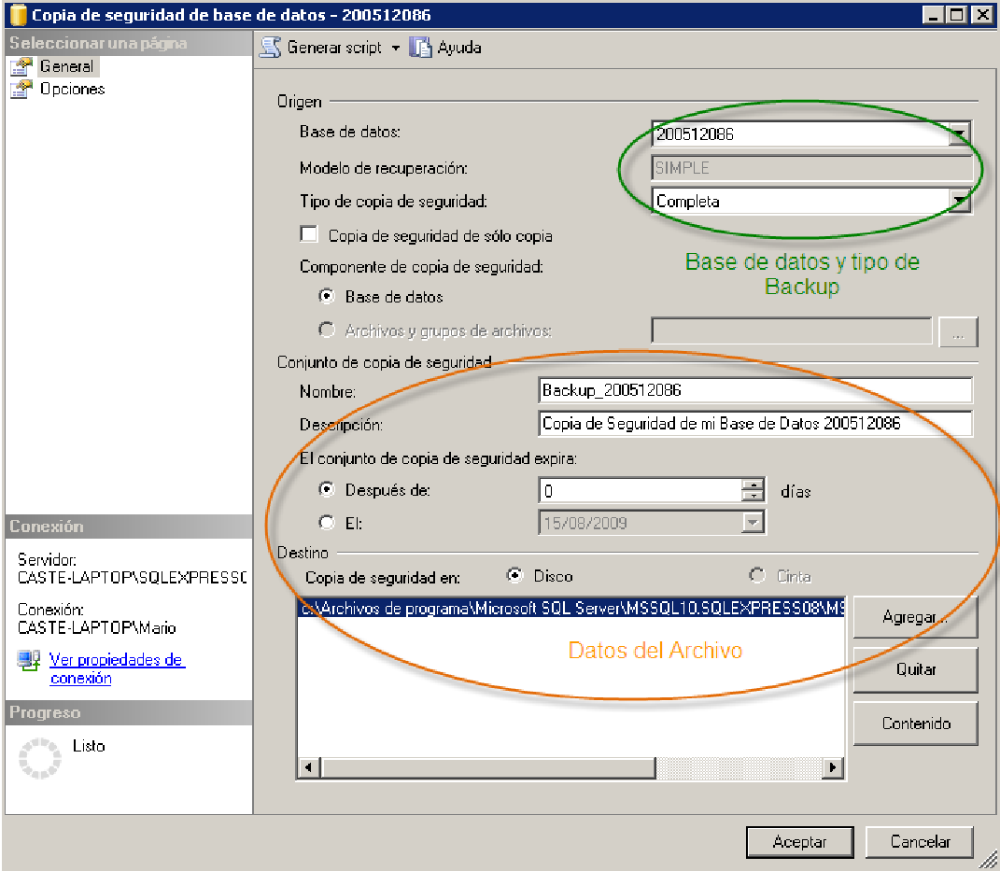 Copia de seguridad de base de datos - 200512086
Seleccionar una página
General
Opciones
Generar script
Ayuda
Origen
Base de datos:
200512086
Modelo de recuperación:
SIMPLE
Tipo de copia de seguridad:
Completa
Copia de seguridad de sólo copia
Componente de copia de seguridad:
Base de datos y tipo de
Backup
Base de datos
Archivos y grupos de archivos:
...
Conjunto de copia de seguridad
Nombre:
Backup_200512086
Descripción:
Copia de Seguridad de mi Base de Datos 200512086
El conjunto de copia de seguridad expira:
Después de:
0
días
El:
15/08/2009
Destino
Copia de seguridad en:
Disco
Cinta
c:\Archivos de programa\Microsoft SQL Server\MSSQL10.SQLEXPRESS08\MS
Datos del Archivo
Agregar...
Quitar
Contenido
Conexión
Servidor:
CASTE-LAPTOP\SQLEXPRESSC
Conexión:
CASTE-LAPTOP\Mario
Ver propiedades de
conexión
Progreso
Listo
Aceptar
Cancelar